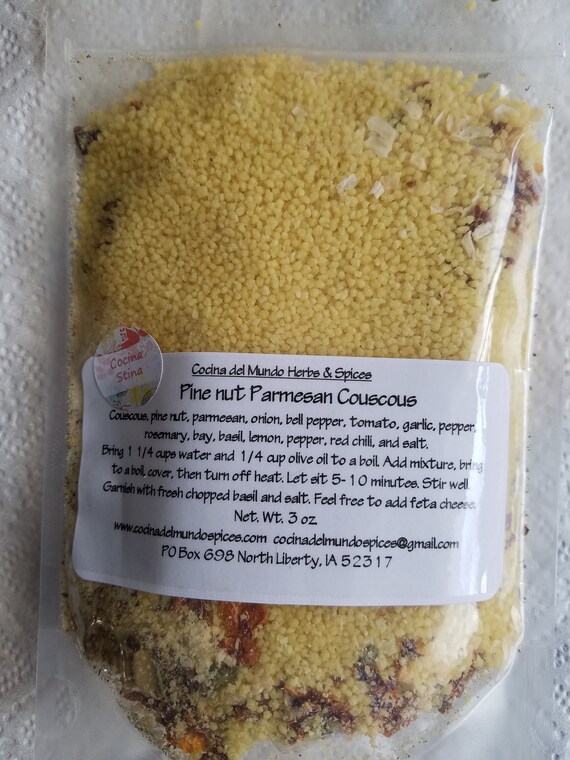 Cocina
Stina
Cocina del Mundo Herbs & Spices
Pine nut Parmesan Couscous
Couscous, pine nut, parmesan, onion, bell pepper, tomato, garlic, pepper,
rosemary, bay, basil, lemon, pepper, red chili, and salt.
Bring 1 1/4 cups water and 1/4 cup olive oil to a boil. Add mixture, bring
to a boil, cover, then turn off heat. Let sit 5-10 minutes. Stir well.
Garnish with fresh chopped basil and salt. Feel free to add feta cheese.
Net. Wt. 3 oz.
www.cocinadelmundospices.com cocinadelmundospices@gmail.com
PO Box 698 North Liberty, IA 52317